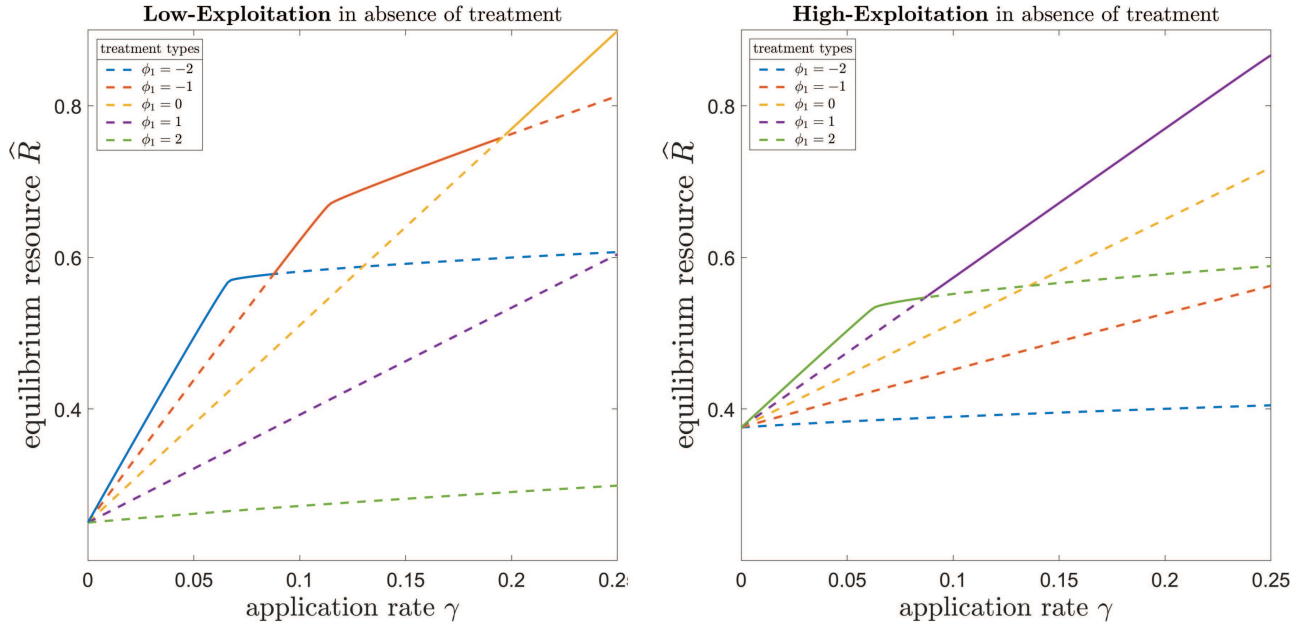 Low-Exploitation in absence of treatment
equilibrium resource R̂
0.8
0.6
0.4
treatment types
ϕ₁ = −2
ϕ₁ = −1
ϕ₁ = 0
ϕ₁ = 1
ϕ₁ = 2
0 0.05 0.1 0.15 0.2 0.25
application rate γ
High-Exploitation in absence of treatment
equilibrium resource R̂
0.8
0.6
0.4
treatment types
ϕ₁ = −2
ϕ₁ = −1
ϕ₁ = 0
ϕ₁ = 1
ϕ₁ = 2
0 0.05 0.1 0.15 0.2 0.25
application rate γ